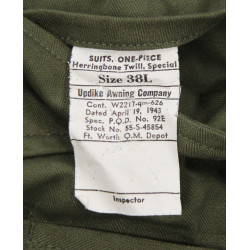 SUITS, ONE-PIECE
Herringbone Twill, Special
Size 38L
Updike Awning Company
Cont. W2217-qm-626
Dated April 19, 1943
Spec. P.Q.D. No. 92E
Stock No. 55-S-45854
Ft. Worth Q.M. Depot
Inspector